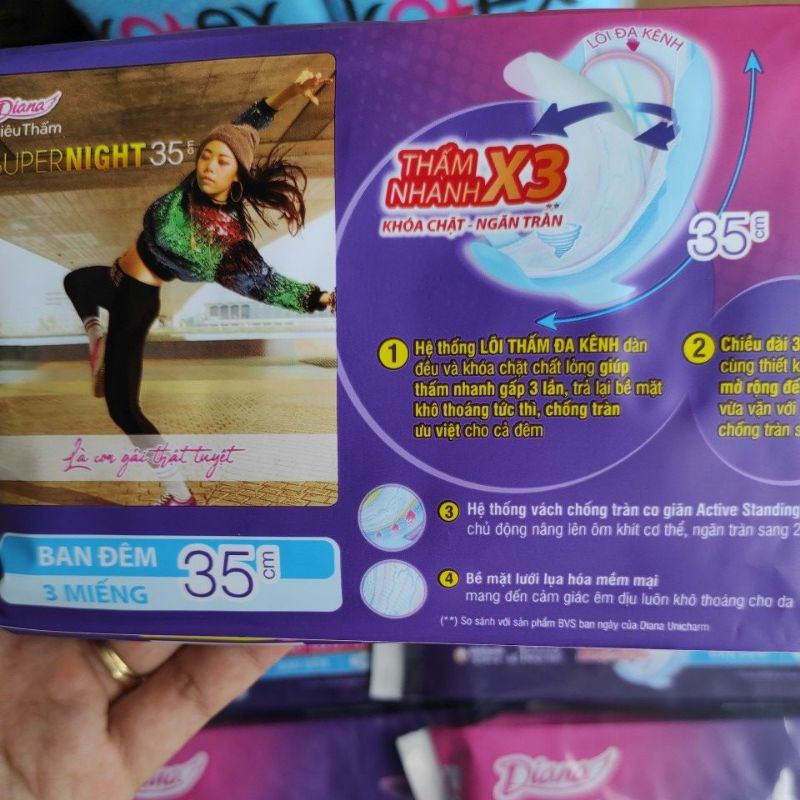 Kotex
Kotex
Diana
Siêu Thấm
SUPERNIGHT 35cm
Là con gái thật tuyệt
BAN ĐÊM
3 MIẾNG
35cm
LÕI ĐA KÊNH
THẤM
NHANH X3**
KHÓA CHẶT - NGĂN TRÀN
35cm
1 Hệ thống LÕI THẤM ĐA KÊNH dàn
đều và khóa chặt chất lỏng giúp
thấm nhanh gấp 3 lần, trả lại bề mặt
khô thoáng tức thì, chống tràn
ưu việt cho cả đêm
2 Chiều dài 3
cùng thiết k
mở rộng để
vừa vặn với
chống tràn s
3 Hệ thống vách chống tràn co giãn Active Standing
chủ động nâng lên ôm khít cơ thể, ngăn tràn sang 2
4 Bề mặt lưới lụa hóa mềm mại
mang đến cảm giác êm dịu luôn khô thoáng cho da
(**) So sánh với sản phẩm BVS ban ngày của Diana Unicharm
Diana